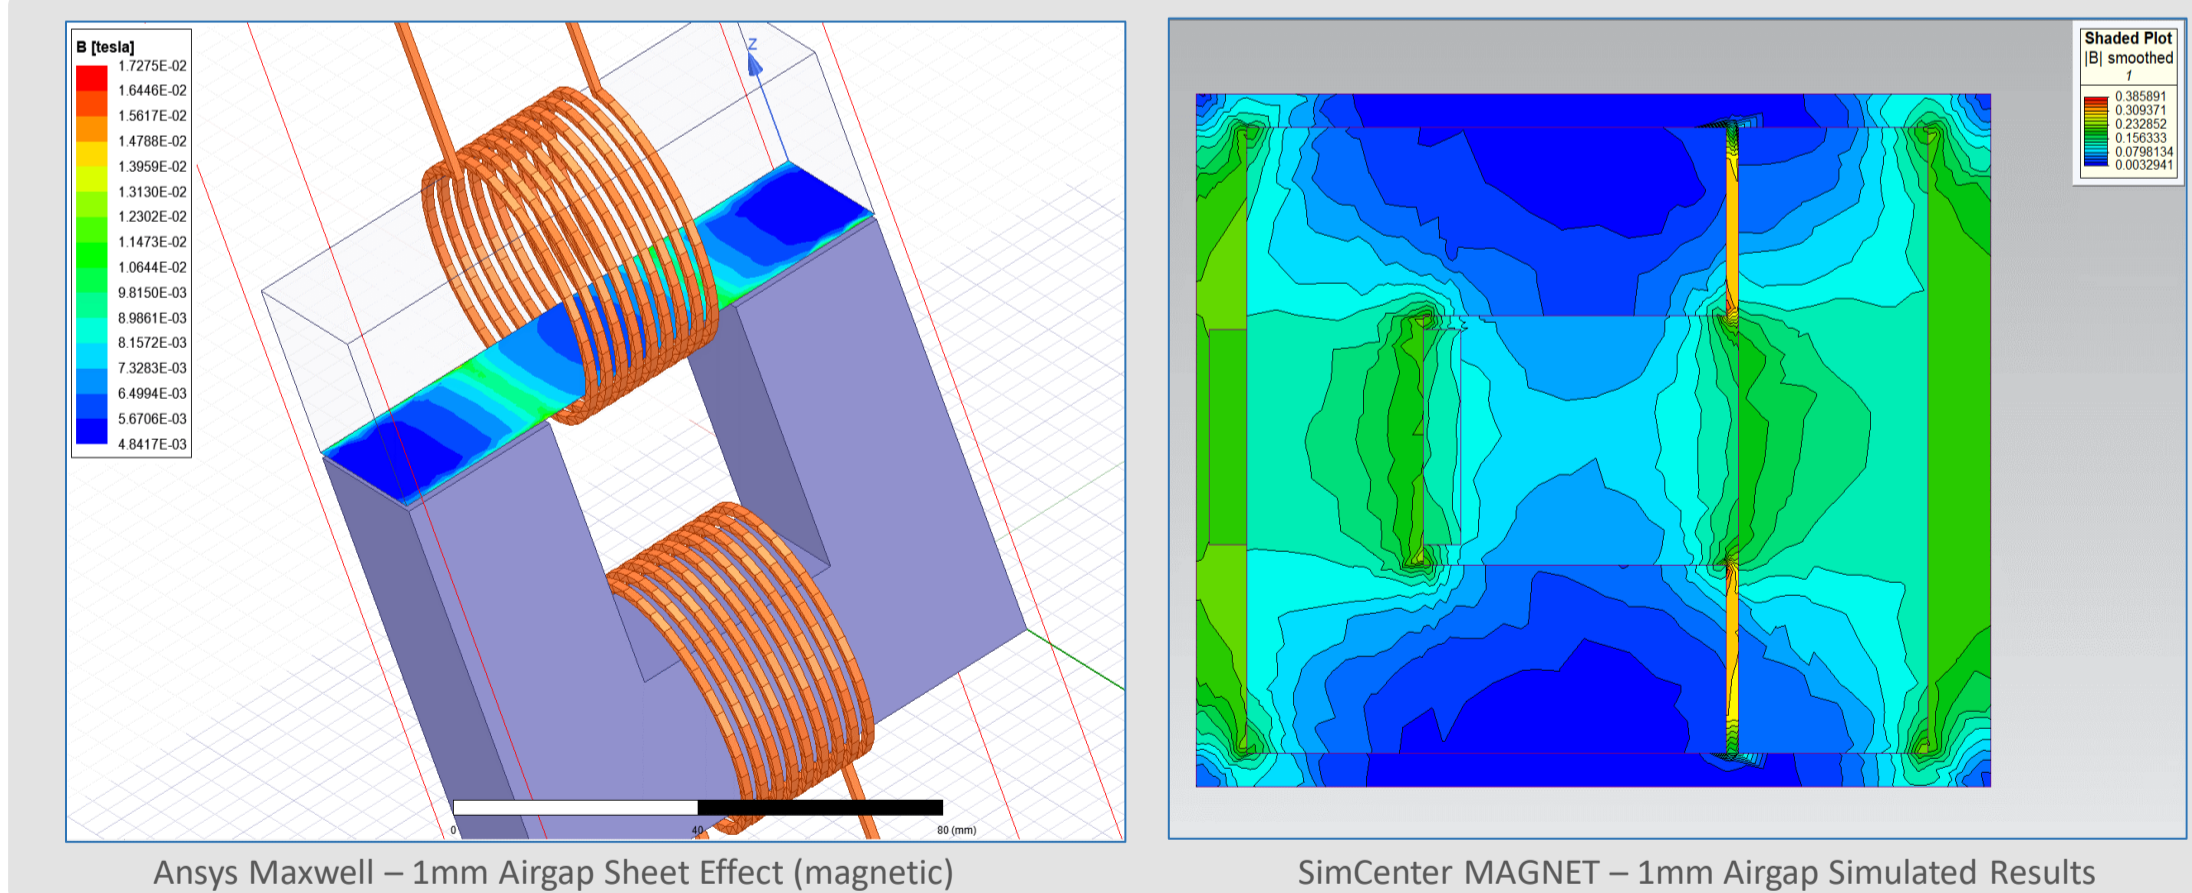 B [tesla]
1.7275E-02
1.6446E-02
1.5617E-02
1.4788E-02
1.3959E-02
1.3130E-02
1.2302E-02
1.1473E-02
1.0644E-02
9.8150E-03
8.9861E-03
8.1572E-03
7.3283E-03
6.4994E-03
5.6706E-03
4.8417E-03
Z
0 40 80 (mm)
Shaded Plot
|B| smoothed
1
0.385891
0.309371
0.232852
0.156333
0.0798134
0.0032941
Ansys Maxwell – 1mm Airgap Sheet Effect (magnetic)
SimCenter MAGNET – 1mm Airgap Simulated Results